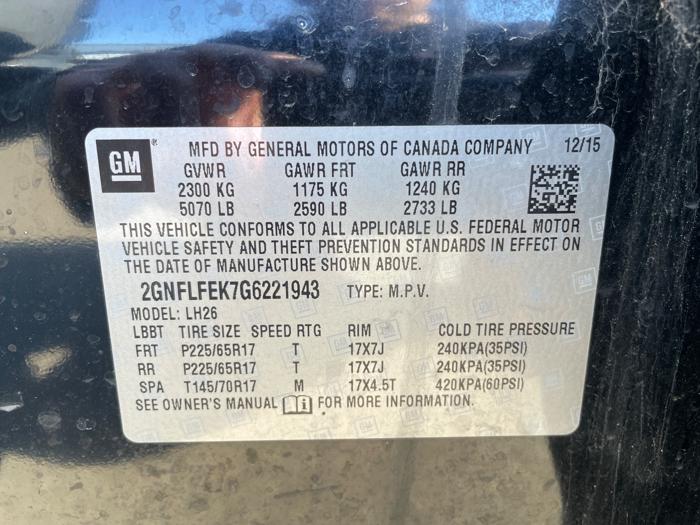 GM
MFD BY GENERAL MOTORS OF CANADA COMPANY 12/15
GVWR GAWR FRT GAWR RR
2300 KG 1175 KG 1240 KG
5070 LB 2590 LB 2733 LB
THIS VEHICLE CONFORMS TO ALL APPLICABLE U.S. FEDERAL MOTOR
VEHICLE SAFETY AND THEFT PREVENTION STANDARDS IN EFFECT ON
THE DATE OF MANUFACTURE SHOWN ABOVE.
2GNFLFEK7G6221943 TYPE: M.P.V.
MODEL: LH26
LBBT TIRE SIZE SPEED RTG RIM COLD TIRE PRESSURE
FRT P225/65R17 T 17X7J 240KPA(35PSI)
RR P225/65R17 T 17X7J 240KPA(35PSI)
SPA T145/70R17 M 17X4.5T 420KPA(60PSI)
SEE OWNER'S MANUAL FOR MORE INFORMATION.